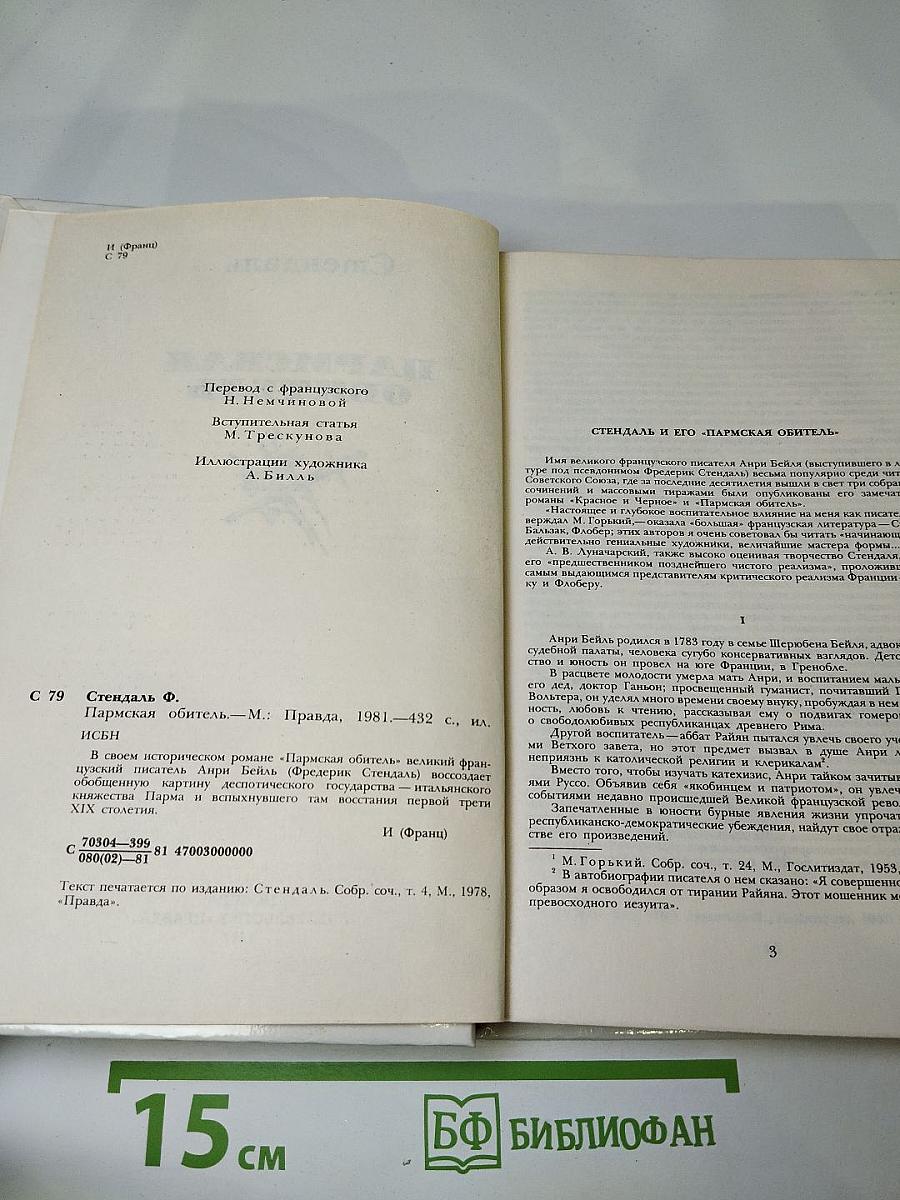 И (Франц)
С 79
Перевод с французского
Н. Немчиновой
Вступительная статья
М. Трескунова
Иллюстрации художника
А. Билль
С 79 Стендаль Ф.
Пармская обитель.—М.: Правда, 1981.—432 с., ил.
ИСБН
В своем историческом романе «Пармская обитель» великий фран-
цузский писатель Анри Бейль (Фредерик Стендаль) воссоздает
обобщенную картину деспотического государства — итальянского
княжества Парма и вспыхнувшего там восстания первой трети
XIX столетия.
И (Франц)
С 70304—399
080(02)—81 81 47003000000
Текст печатается по изданию: Стендаль. Собр. соч., т. 4, М., 1978,
«Правда».
СТЕНДАЛЬ И ЕГО «ПАРМСКАЯ ОБИТЕЛЬ»
Имя великого французского писателя Анри Бейля (выступившего в л
туре под псевдонимом Фредерик Стендаль) весьма популярно среди чит
Советского Союза, где за последние десятилетия вышли в свет три собран
сочинений и массовыми тиражами были опубликованы его замечат
романы «Красное и Черное» и «Пармская обитель».
«Настоящее и глубокое воспитательное влияние на меня как писател
верждал М. Горький,— оказала «большая» французская литература — С
Бальзак, Флобер; этих авторов я очень советовал бы читать «начинающ
действительно гениальные художники, величайшие мастера формы...
А. В. Луначарский, также высоко оценивая творчество Стендаля,
его «предшественником позднейшего чистого реализма», проложивш
самым выдающимся представителям критического реализма Франции
ку и Флоберу.
I
Анри Бейль родился в 1783 году в семье Шерюбена Бейля, адвок
судебной палаты, человека сугубо консервативных взглядов. Детс
ство и юность он провел на юге Франции, в Гренобле.
В расцвете молодости умерла мать Анри, и воспитанием маль
его дед, доктор Ганьон; просвещенный гуманист, почитавший
Вольтера, он уделял много времени своему внуку, пробуждая в нем
ность, любовь к чтению, рассказывая ему о подвигах гомеров
о свободолюбивых республиканцах древнего Рима.
Другой воспитатель — аббат Райян пытался увлечь своего уче
ми Ветхого завета, но этот предмет вызвал в душе Анри л
неприязнь к католической религии и клерикалам².
Вместо того, чтобы изучать катехизис, Анри тайком зачитыв
ями Руссо. Объявив себя «якобинцем и патриотом», он увлеч
событиями недавно происшедшей Великой французской рево
Запечатленные в юности бурные явления жизни упрочат
республиканско-демократические убеждения, найдут свое отра
стве его произведений.
¹ М. Горький. Собр. соч., т. 24, М., Гослитиздат, 1953,
² В автобиографии писателя о нем сказано: «Я совершенно
образом я освободился от тирании Райяна. Этот мошенник м
превосходного иезуита».
3
15 см
БФ БИБЛИОФАН